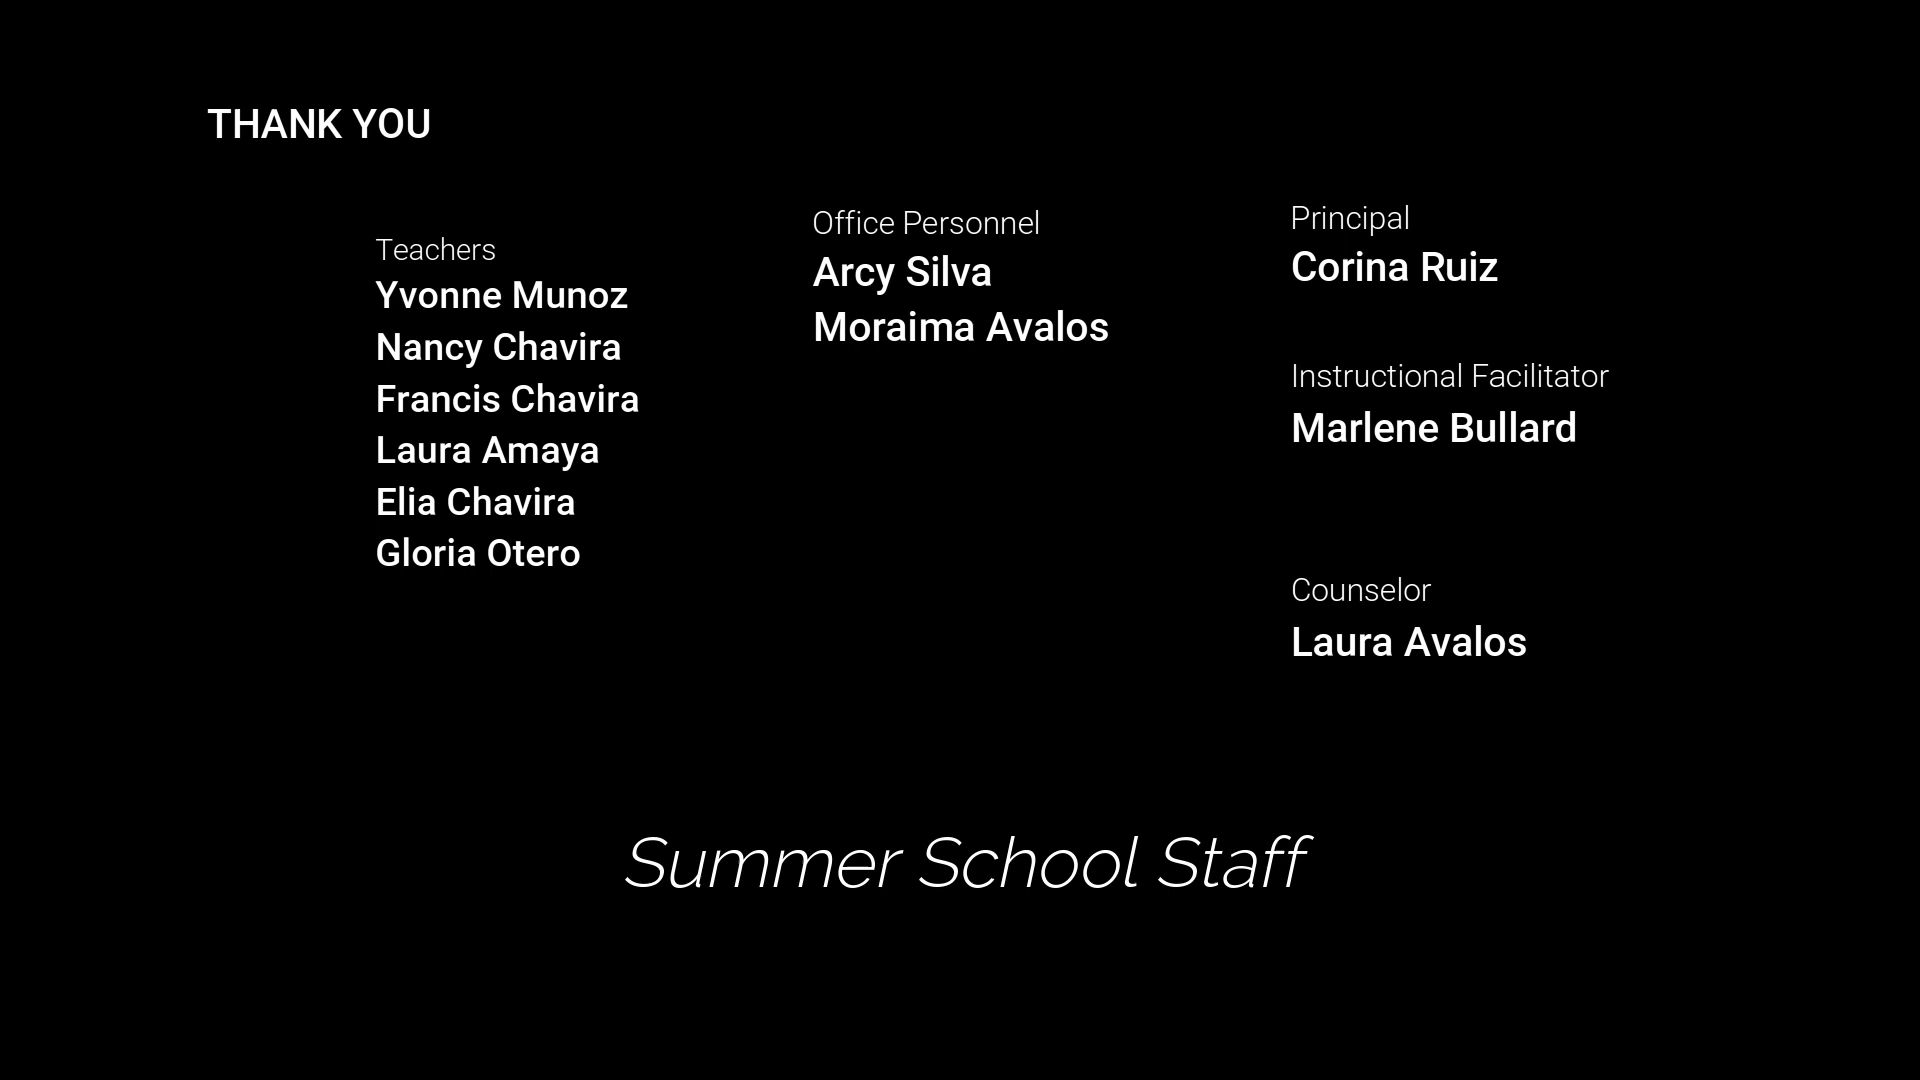 THANK YOU
Teachers
Yvonne Munoz
Nancy Chavira
Francis Chavira
Laura Amaya
Elia Chavira
Gloria Otero
Office Personnel
Arcy Silva
Moraima Avalos
Principal
Corina Ruiz
Instructional Facilitator
Marlene Bullard
Counselor
Laura Avalos
Summer School Staff